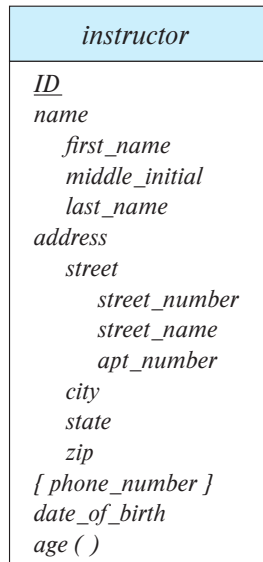 instructor
ID
name
first_name
middle_initial
last_name
address
street
street_number
street_name
apt_number
city
state
zip
{ phone_number }
date_of_birth
age ( )